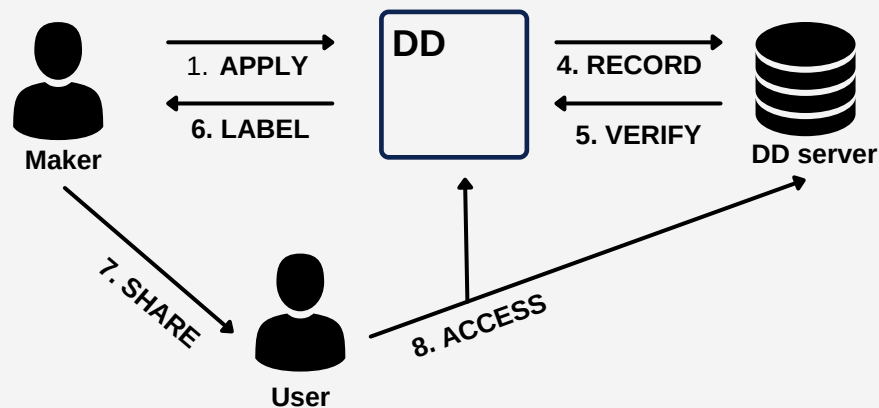 DD
1. APPLY
4. RECORD
6. LABEL
5. VERIFY
Maker
DD server
7. SHARE
8. ACCESS
User